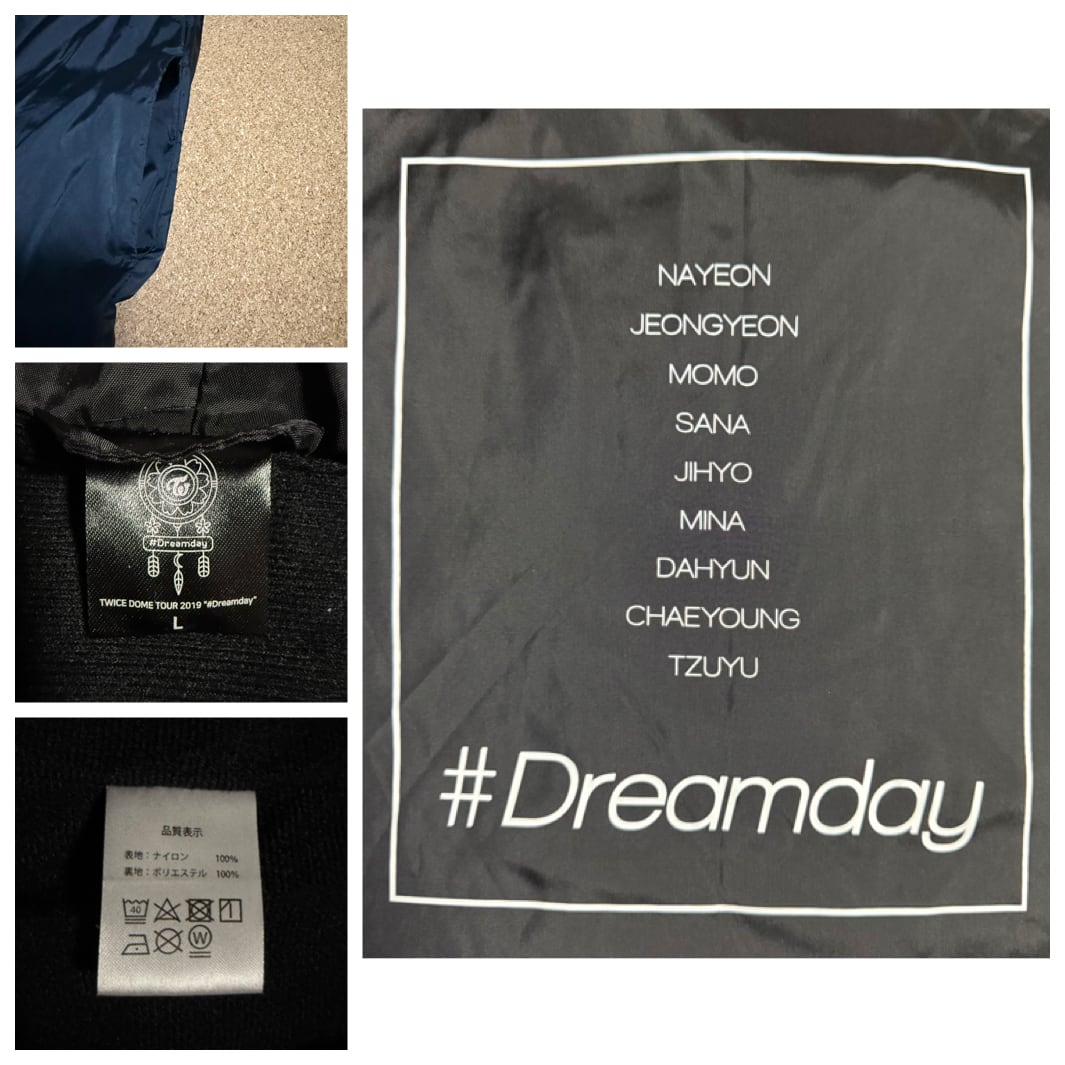 #Dreamday
TWICE DOME TOUR 2019 "#Dreamday"
L
品質表示
表地：ナイロン 100%
裏地：ポリエステル 100%
40
W
NAYEON
JEONGYEON
MOMO
SANA
JIHYO
MINA
DAHYUN
CHAEYOUNG
TZUYU
#Dreamday